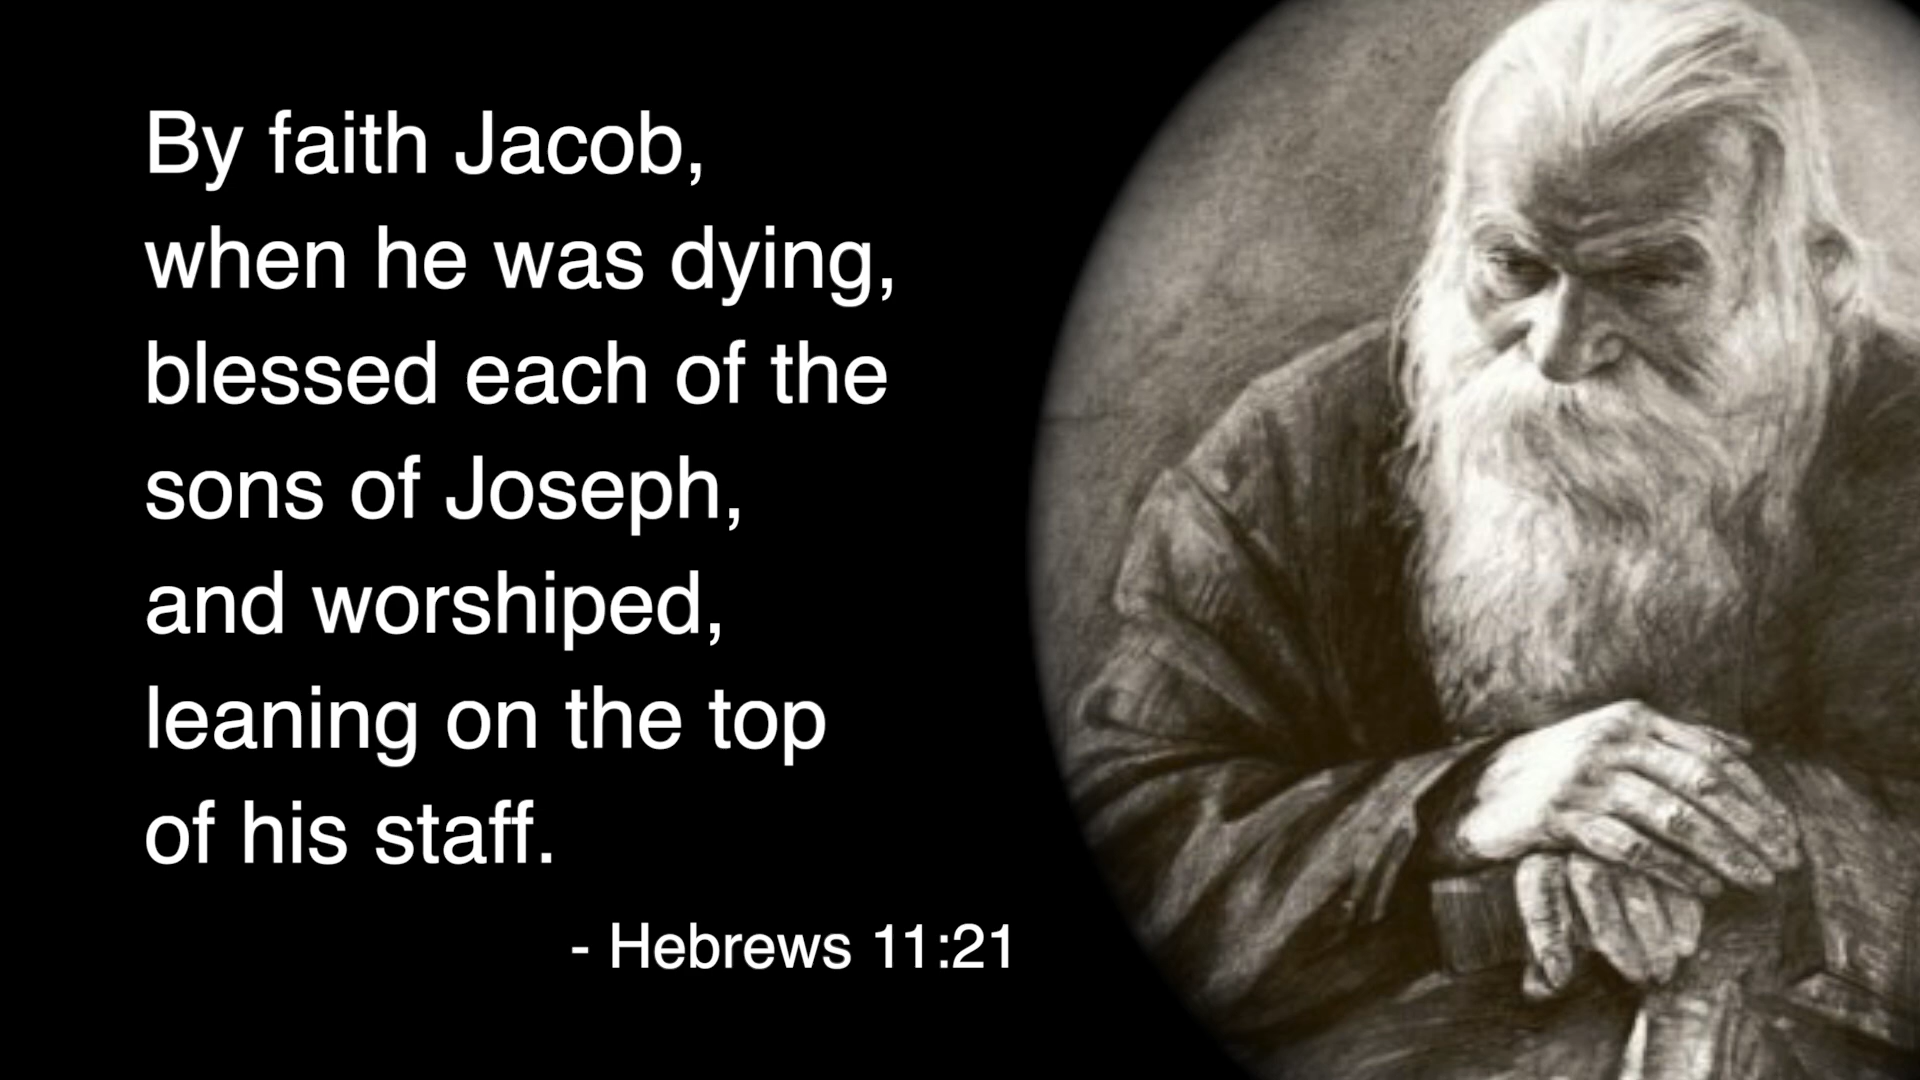 By faith Jacob,
when he was dying,
blessed each of the
sons of Joseph,
and worshiped,
leaning on the top
of his staff.
- Hebrews 11:21